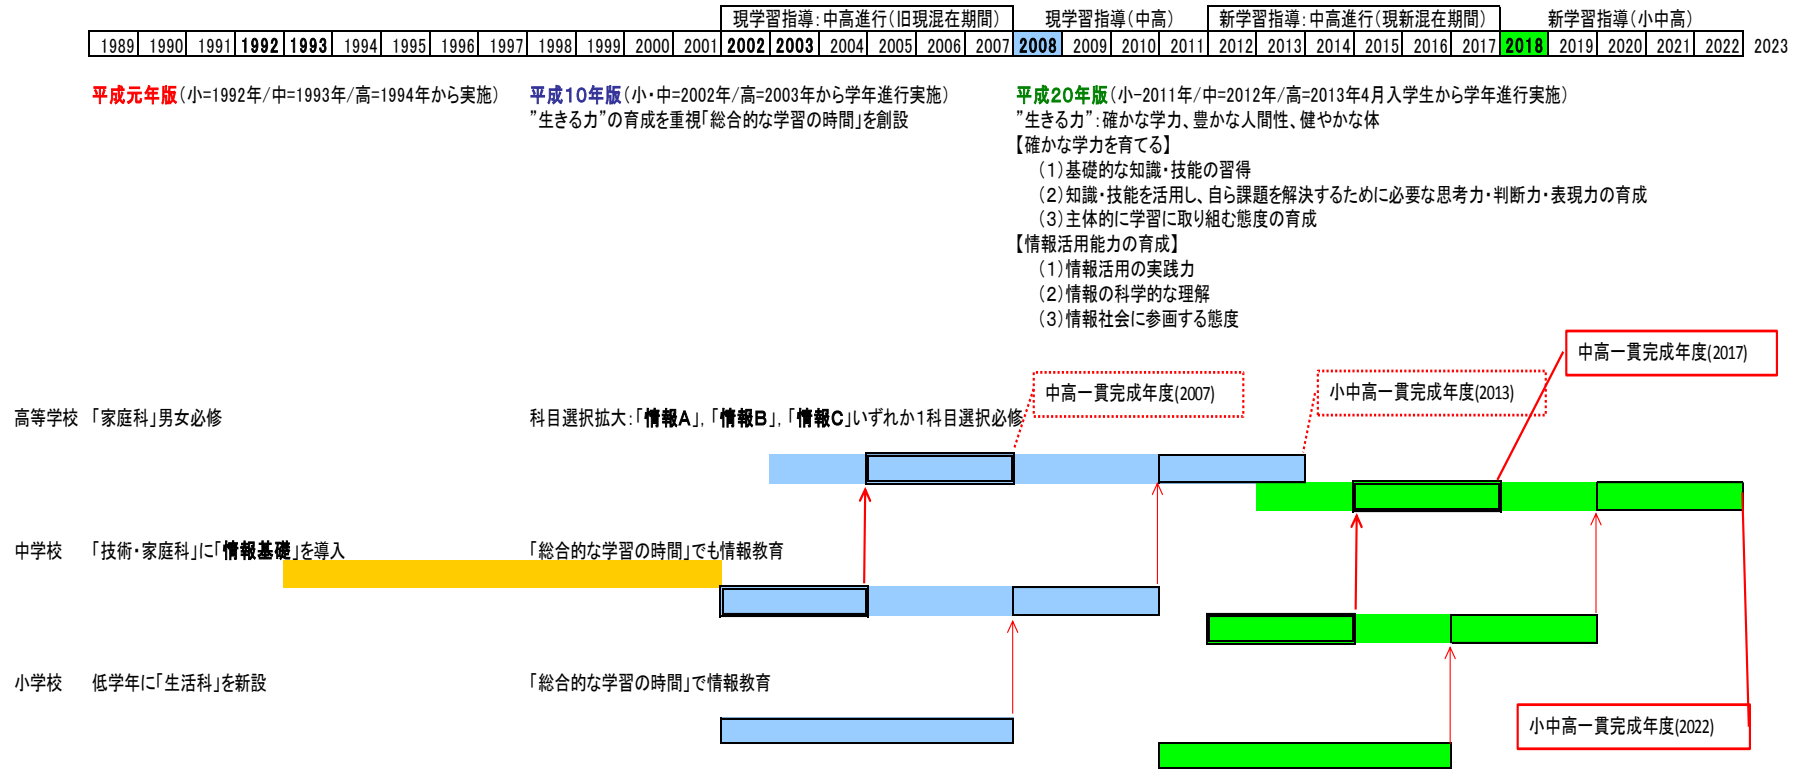 現学習指導：中高進行（旧現混在期間） 現学習指導（中高） 新学習指導：中高進行（現新混在期間） 新学習指導（小中高）
1989 1990 1991 1992 1993 1994 1995 1996 1997 1998 1999 2000 2001 2002 2003 2004 2005 2006 2007 2008 2009 2010 2011 2012 2013 2014 2015 2016 2017 2018 2019 2020 2021 2022 2023
平成元年版（小=1992年/中=1993年/高=1994年から実施） 平成１０年版（小・中=2002年/高=2003年から学年進行実施） 平成２０年版（小-2011年/中=2012年/高=2013年4月入学生から学年進行実施）
”生きる力”の育成を重視「総合的な学習の時間」を創設 ”生きる力”：確かな学力、豊かな人間性、健やかな体
【確かな学力を育てる】
（１）基礎的な知識・技能の習得
（２）知識・技能を活用し、自ら課題を解決するために必要な思考力・判断力・表現力の育成
（３）主体的に学習に取り組む態度の育成
【情報活用能力の育成】
（１）情報活用の実践力
（２）情報の科学的な理解
（３）情報社会に参画する態度
中高一貫完成年度(2017)
中高一貫完成年度(2007) 小中高一貫完成年度(2013)
高等学校 「家庭科」男女必修 科目選択拡大：「情報Ａ」，「情報Ｂ」，「情報Ｃ」いずれか１科目選択必修
中学校 「技術・家庭科」に「情報基礎」を導入 「総合的な学習の時間」でも情報教育
小学校 低学年に「生活科」を新設 「総合的な学習の時間」で情報教育
小中高一貫完成年度(2022)